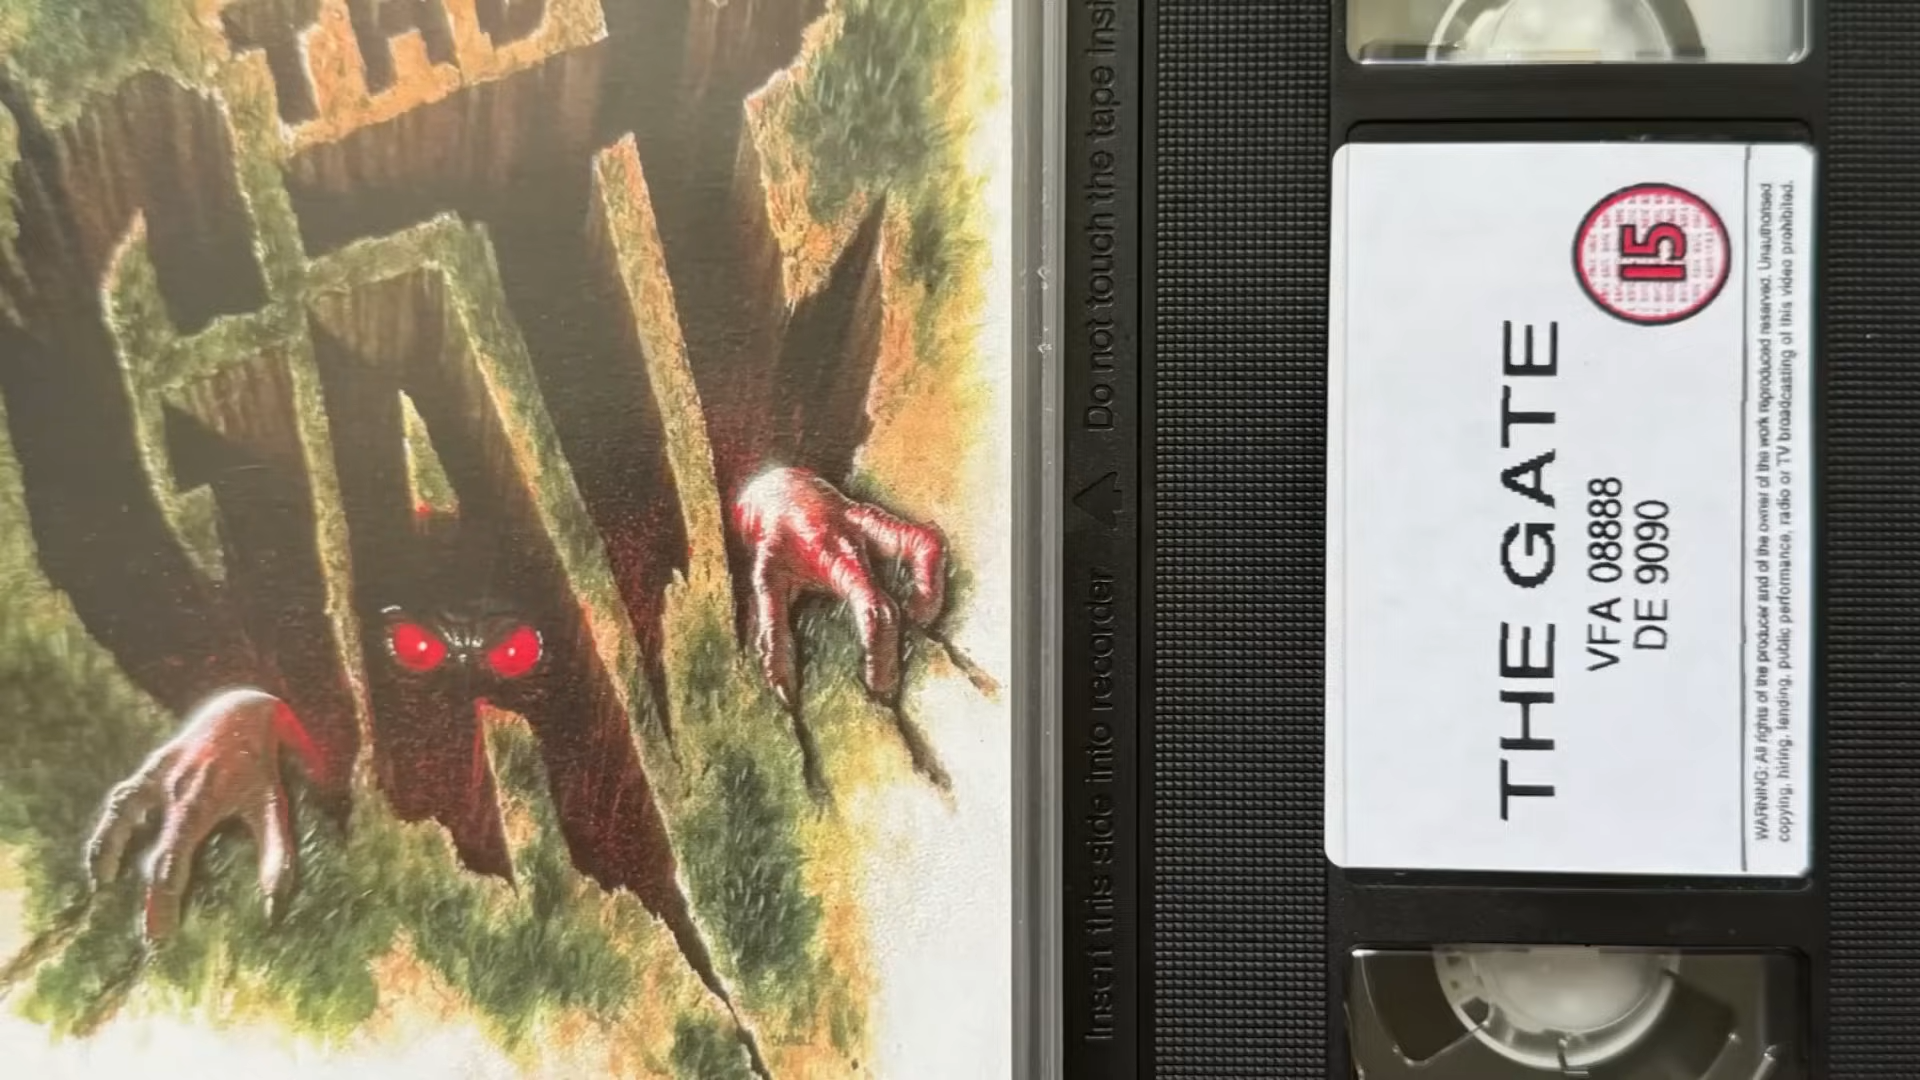 THE
GATE
Do not touch the tape insi
Insert this side into recorder
15
THE GATE
VFA 08888
DE 9090
WARNING: All rights of the producer and of the owner of the work reproduced reserved. Unauthorised
copying, hiring, lending, public performance, radio or TV broadcasting of this video prohibited.